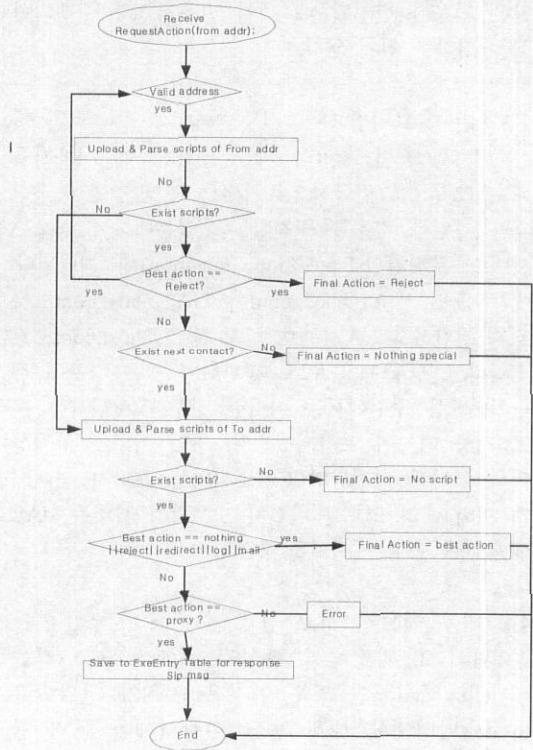 Receive
RequestAction(from addr);
Valid address
yes
Upload & Parse scripts of From addr
No
No
Exist scripts?
yes
Best action ==
Reject?
yes
yes
Final Action = Reject
No
Exist next contact?
No
Final Action = Nothing special
yes
Upload & Parse scripts of To addr
Exist scripts?
No
Final Action = No script
yes
Best action == nothing
||reject||redirect||log||mail
yes
Final Action = best action
No
Best action ==
proxy ?
No
Error
yes
Save to ExeEntry Table for response
Sip msg
End